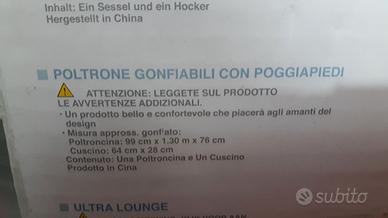 Inhalt: Ein Sessel und ein Hocker
Hergestellt in China
POLTRONE GONFIABILI CON POGGIAPIEDI
ATTENZIONE: LEGGETE SUL PRODOTTO
LE AVVERTENZE ADDIZIONALI.
• Un prodotto bello e confortevole che piacerà agli amanti del
design
• Misura appross. gonfiato:
Poltroncina: 99 cm x 1.30 m x 76 cm
Cuscino: 64 cm x 28 cm
Contenuto: Una Poltroncina e Un Cuscino
Prodotto in Cina
ULTRA LOUNGE
subito